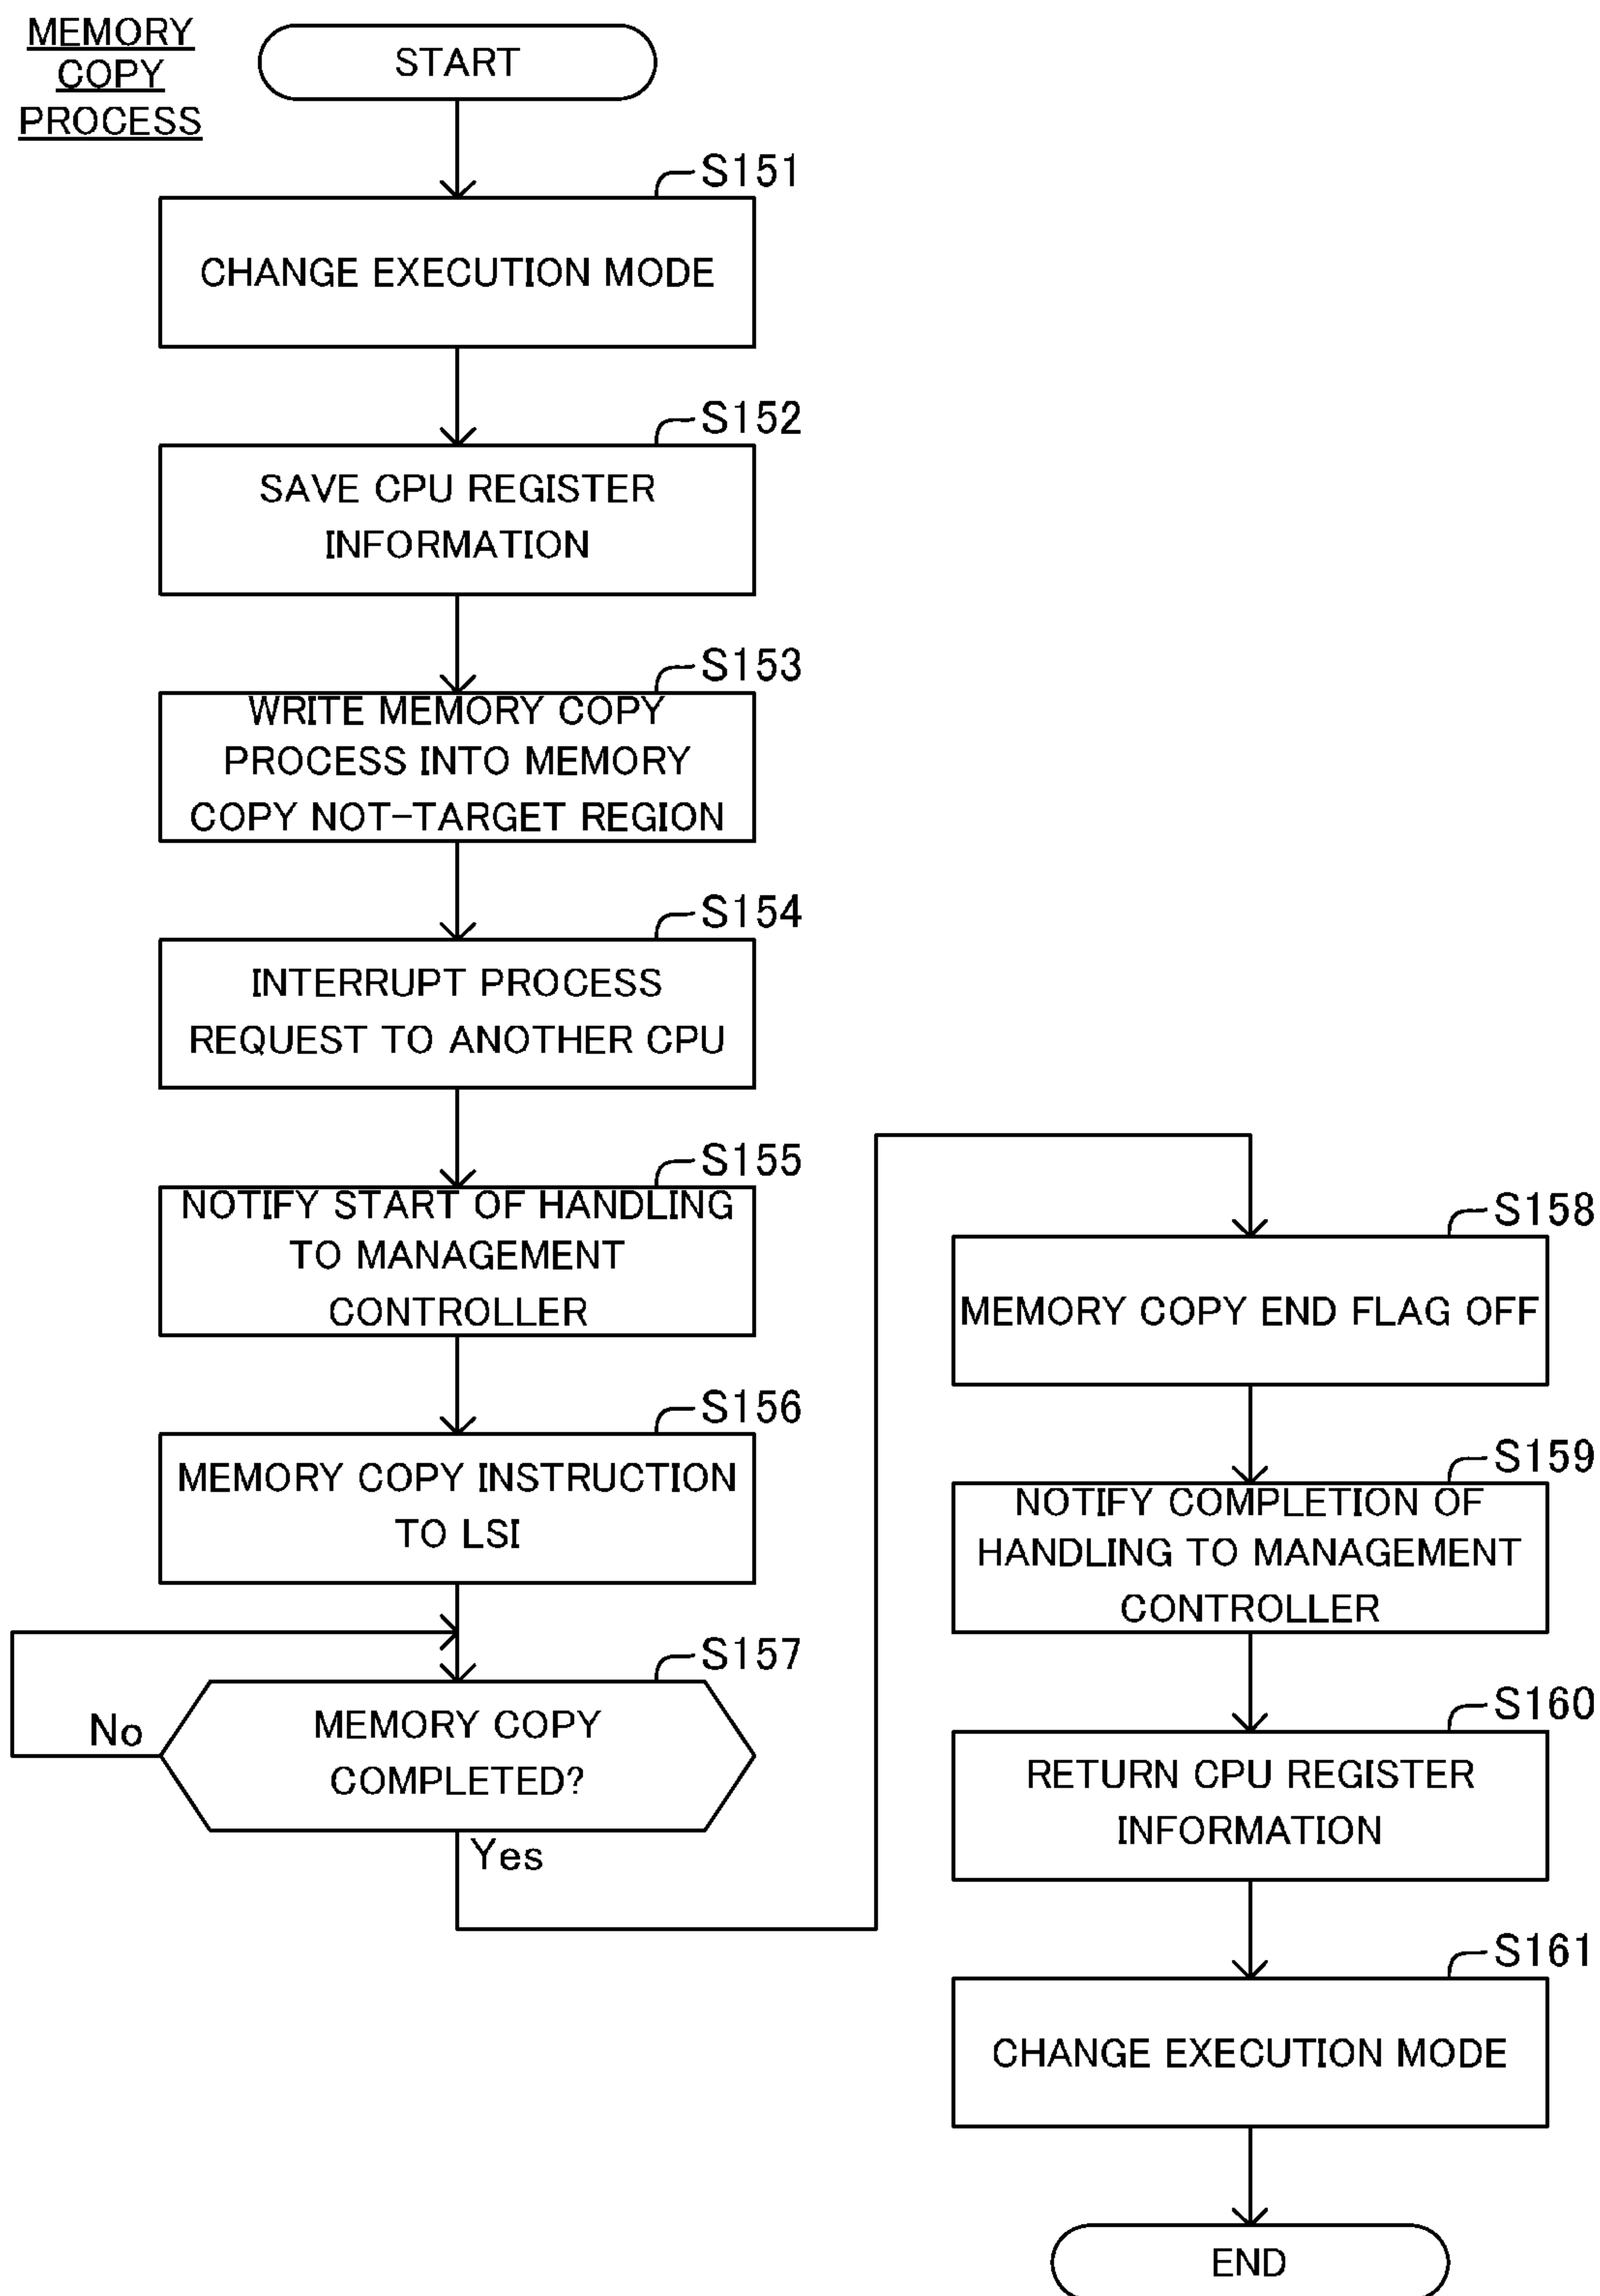 MEMORY
COPY
PROCESS
START
S151
CHANGE EXECUTION MODE
S152
SAVE CPU REGISTER
INFORMATION
S153
WRITE MEMORY COPY
PROCESS INTO MEMORY
COPY NOT-TARGET REGION
S154
INTERRUPT PROCESS
REQUEST TO ANOTHER CPU
S155
NOTIFY START OF HANDLING
TO MANAGEMENT
CONTROLLER
S156
MEMORY COPY INSTRUCTION
TO LSI
S157
MEMORY COPY
COMPLETED?
No
Yes
S158
MEMORY COPY END FLAG OFF
S159
NOTIFY COMPLETION OF
HANDLING TO MANAGEMENT
CONTROLLER
S160
RETURN CPU REGISTER
INFORMATION
S161
CHANGE EXECUTION MODE
END